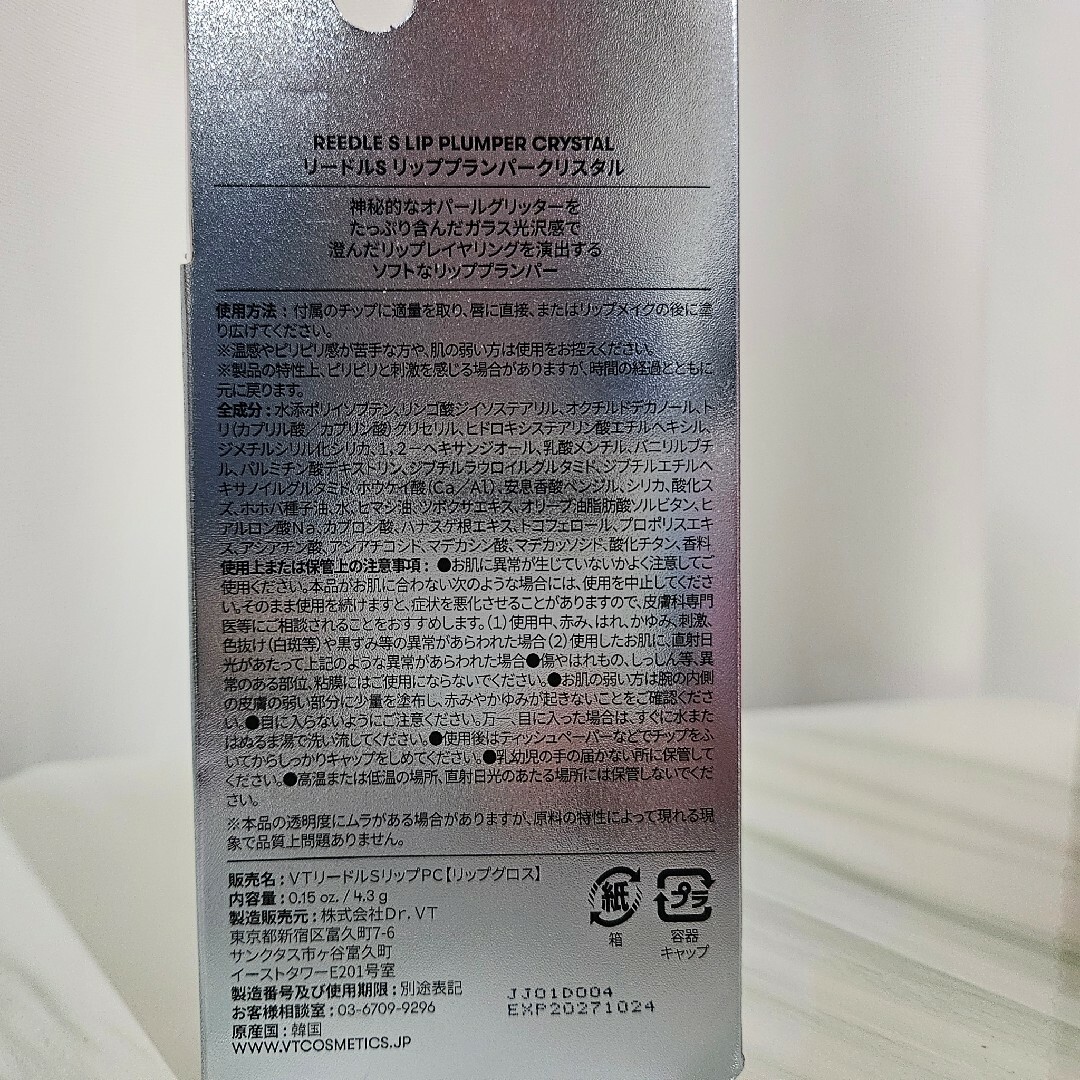 REEDLE S LIP PLUMPER CRYSTAL
リードルS リッププランパークリスタル
神秘的なオパールグリッターを
たっぷり含んだガラス光沢感で
澄んだリップレイヤリングを演出する
ソフトなリッププランパー
使用方法：付属のチップに適量を取り、唇に直接、またはリップメイクの後に塗
り広げてください。
※温感やピリピリ感が苦手な方や、肌の弱い方は使用をお控えください。
※製品の特性上、ピリピリと刺激を感じる場合がありますが、時間の経過とともに
元に戻ります。
全成分：水添ポリイソブテン、リンゴ酸ジイソステアリル、オクチルドデカノール、ト
リ（カプリル酸／カプリン酸）グリセリル、ヒドロキシステアリン酸エチルヘキシル、
ジメチルシリル化シリカ、1，2－ヘキサンジオール、乳酸メンチル、バニリルブチ
ル、パルミチン酸デキストリン、ジブチルラウロイルグルタミド、ジブチルエチルヘ
キサノイルグルタミド、ホウケイ酸（Ca／Al）、安息香酸ベンジル、シリカ、酸化ス
ズ、ホホバ種子油、水、ヒマシ油、ツボクサエキス、オリーブ油脂肪酸ソルビタン、ヒ
アルロン酸Na、カプロン酸、ハナスゲ根エキス、トコフェロール、プロポリスエキ
ス、アシアチン酸、アシアチコシド、マデカシン酸、マデカッソシド、酸化チタン、香料
使用上または保管上の注意事項：●お肌に異常が生じていないかよく注意してご
使用ください。本品がお肌に合わない次のような場合には、使用を中止してくださ
い。そのまま使用を続けますと、症状を悪化させることがありますので、皮膚科専門
医等にご相談されることをおすすめします。（1）使用中、赤み、はれ、かゆみ、刺激、
色抜け（白斑等）や黒ずみ等の異常があらわれた場合（2）使用したお肌に、直射日
光があたって上記のような異常があらわれた場合●傷やはれもの、しっしん等、異
常のある部位、粘膜にはご使用にならないでください。●お肌の弱い方は腕の内側
の皮膚の弱い部分に少量を塗布し、赤みやかゆみが起きないことをご確認くださ
い。●目に入らないようにご注意ください。万一、目に入った場合は、すぐに水また
はぬるま湯で洗い流してください。●使用後はティッシュペーパーなどでチップをふ
いてからしっかりキャップをしめてください。●乳幼児の手の届かない所に保管して
ください。●高温または低温の場所、直射日光のあたる場所には保管しないでくだ
さい。
※本品の透明度にムラがある場合がありますが、原料の特性によって現れる現
象で品質上問題ありません。
販売名：VTリードルSリップPC【リップグロス】
内容量：0.15 oz. / 4.3 g
製造販売元：株式会社Dr. VT
東京都新宿区富久町7-6
サンクタス市ヶ谷富久町
イーストタワーE201号室
製造番号及び使用期限：別途表記
お客様相談室：03-6709-9296
原産国：韓国
WWW.VTCOSMETICS.JP
紙
箱
プラ
容器
キャップ
JJ01D004
EXP20271024